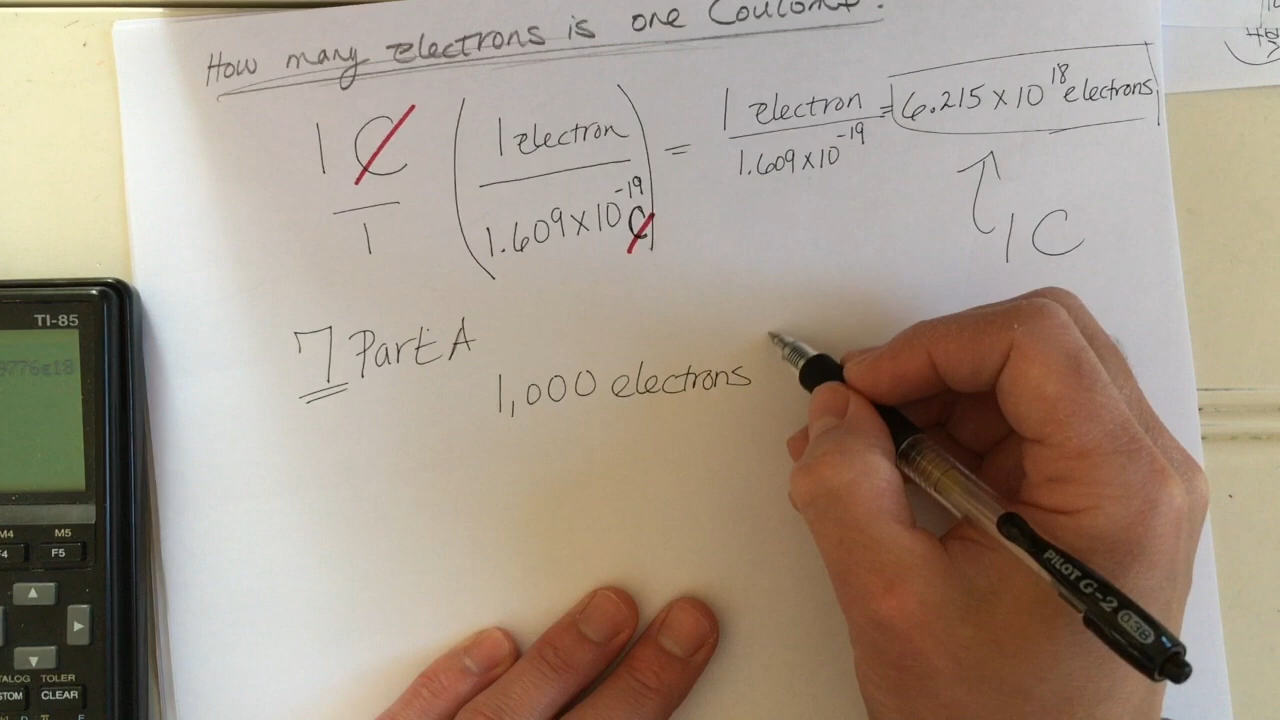 How many electrons is one Coulomb?
1 C / 1 ( 1 electron / 1.609 x 10^-19 C ) = 1 electron / 1.609 x 10^-19 = 6.215 x 10^18 electrons
1 C
7 Part A
1,000 electrons
TI-85
9776E18
M4 M5
F4 F5
TOLER
CLEAR
PILOT G-2 0.38